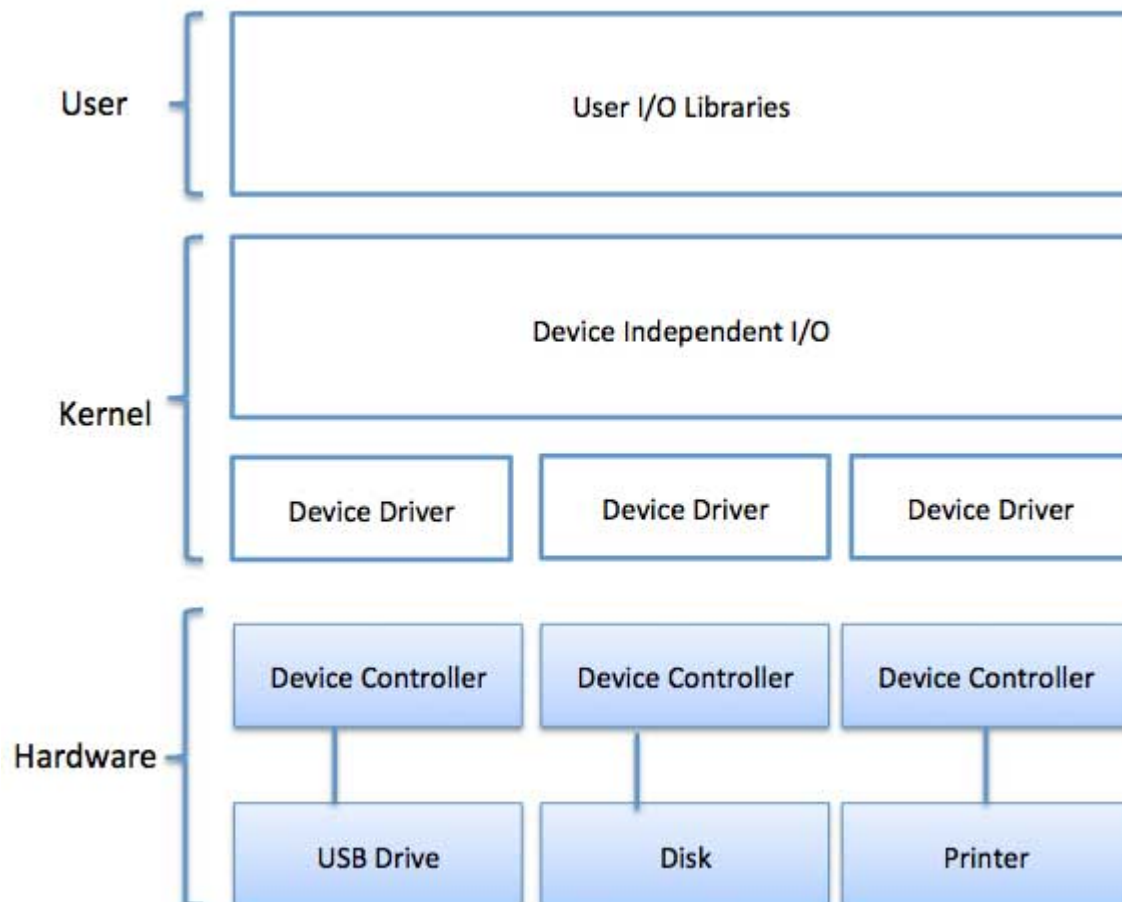 User
User I/O Libraries
Kernel
Device Independent I/O
Device Driver
Device Driver
Device Driver
Hardware
Device Controller
Device Controller
Device Controller
USB Drive
Disk
Printer